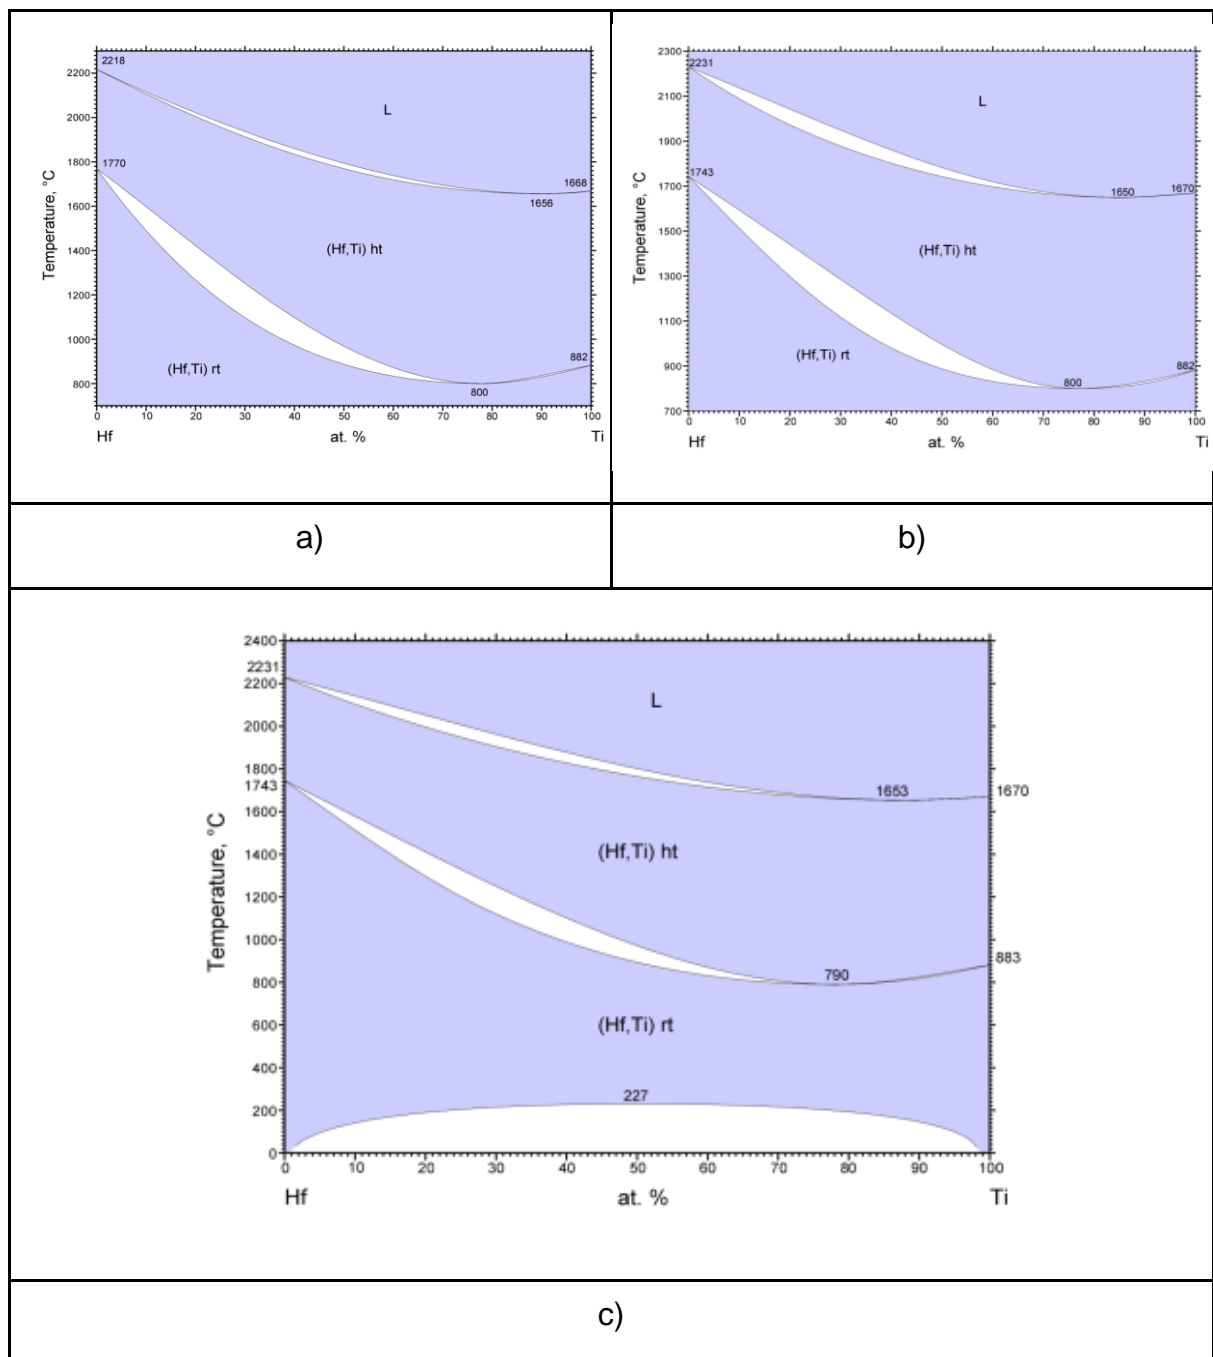 2218
2200
2000
1800
1770
1600
1400
1200
1000
800
L
1668
1656
(Hf,Ti) ht
(Hf,Ti) rt
882
800
Temperature, °C
0 10 20 30 40 50 60 70 80 90 100
Hf at. % Ti
2300
2231
2100
1900
1743
1700
1500
1300
1100
900
700
L
1650
1670
(Hf,Ti) ht
(Hf,Ti) rt
882
800
Temperature, °C
0 10 20 30 40 50 60 70 80 90 100
Hf at. % Ti
a)
b)
2400
2231
2200
2000
1800
1743
1600
1400
1200
1000
800
600
400
200
0
L
1653
1670
(Hf,Ti) ht
883
790
(Hf,Ti) rt
227
Temperature, °C
0 10 20 30 40 50 60 70 80 90 100
Hf at. % Ti
c)